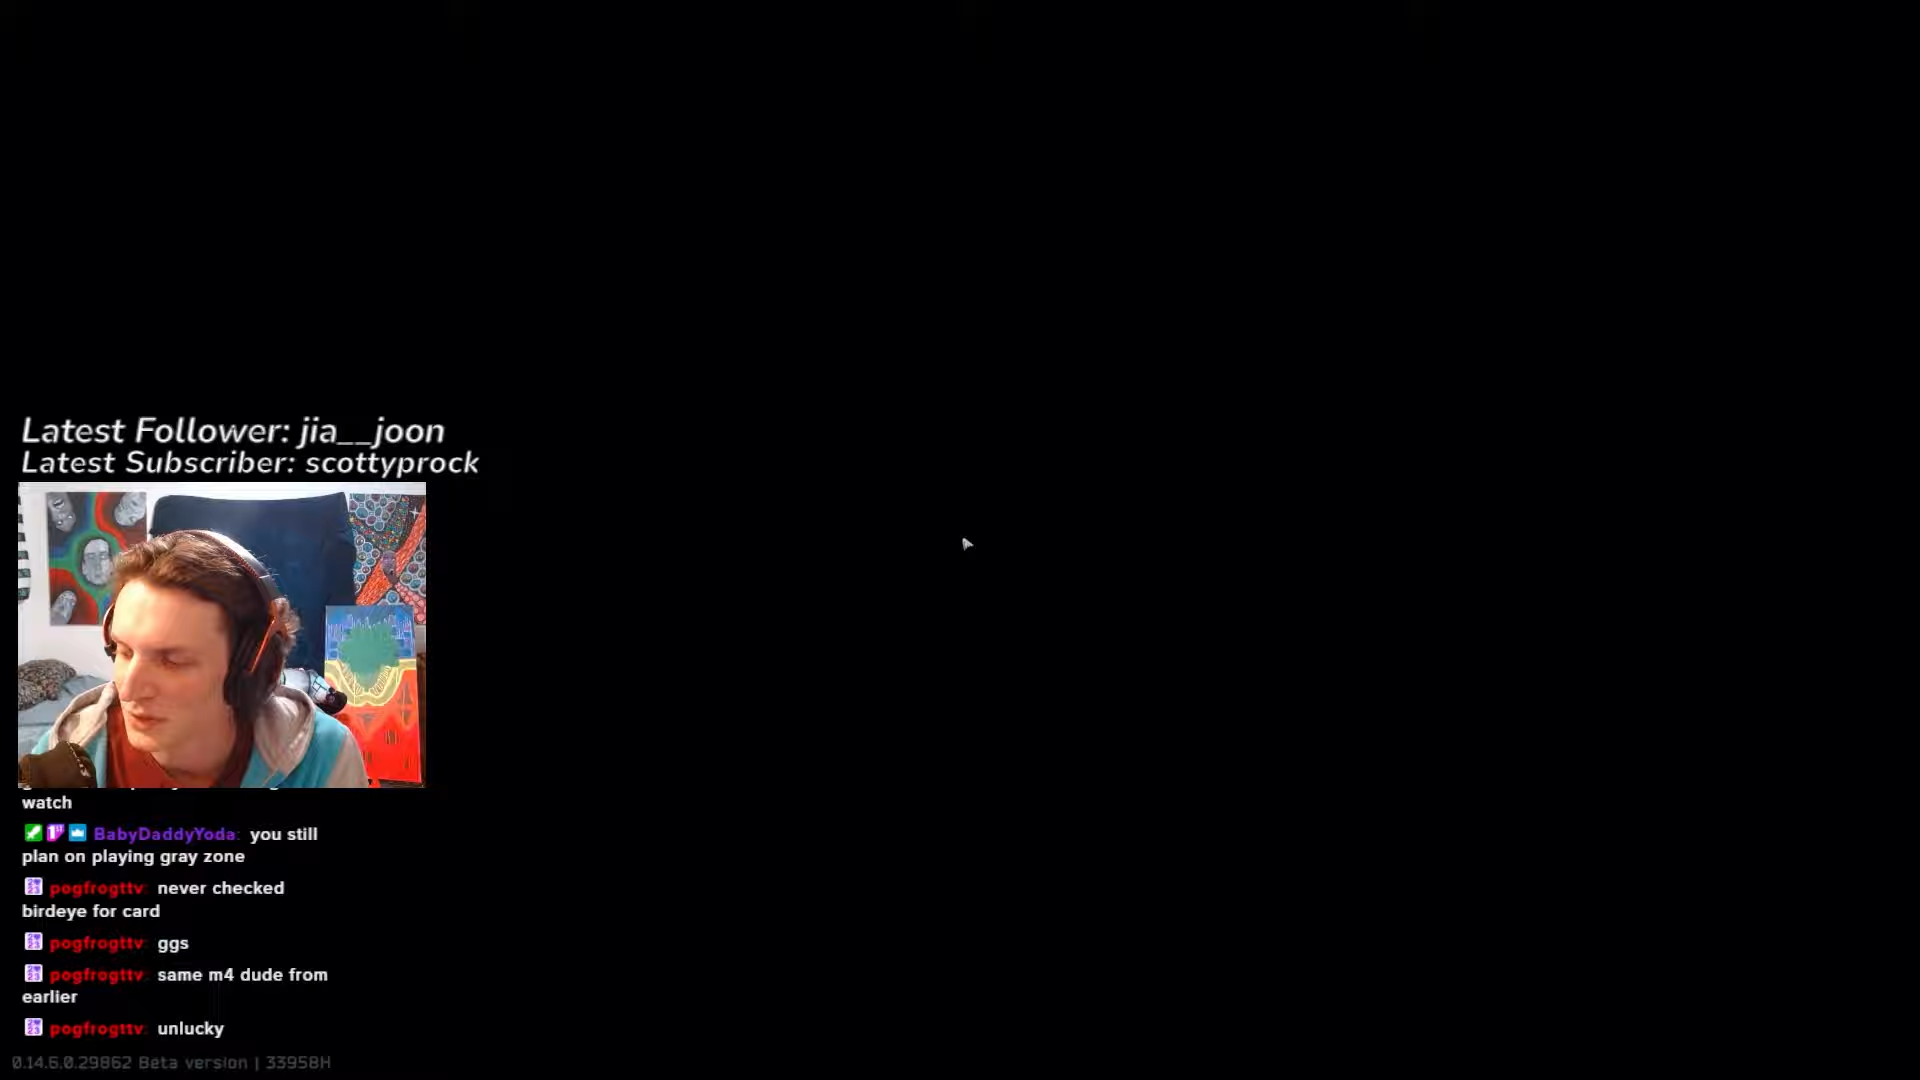 Latest Follower: jia__joon
Latest Subscriber: scottyprock
watch
BabyDaddyYoda: you still
plan on playing gray zone
pogfrogttv: never checked
birdeye for card
pogfrogttv: ggs
pogfrogttv: same m4 dude from
earlier
pogfrogttv: unlucky
0.14.6.0.29862 Beta version | 33958H